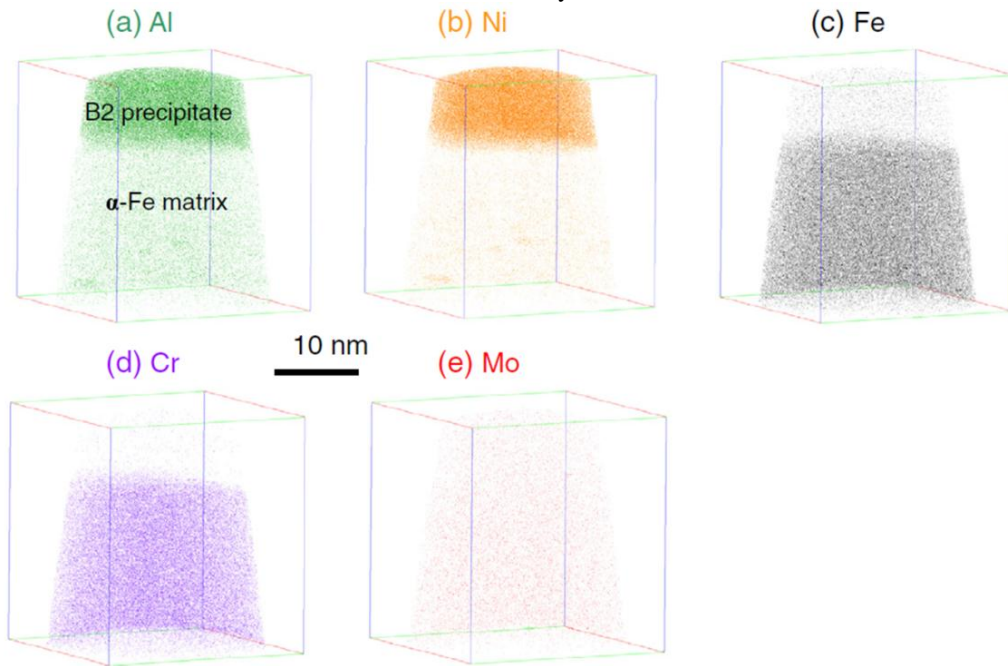 (a) Al
(b) Ni
(c) Fe
B2 precipitate
α-Fe matrix
(d) Cr
10 nm
(e) Mo